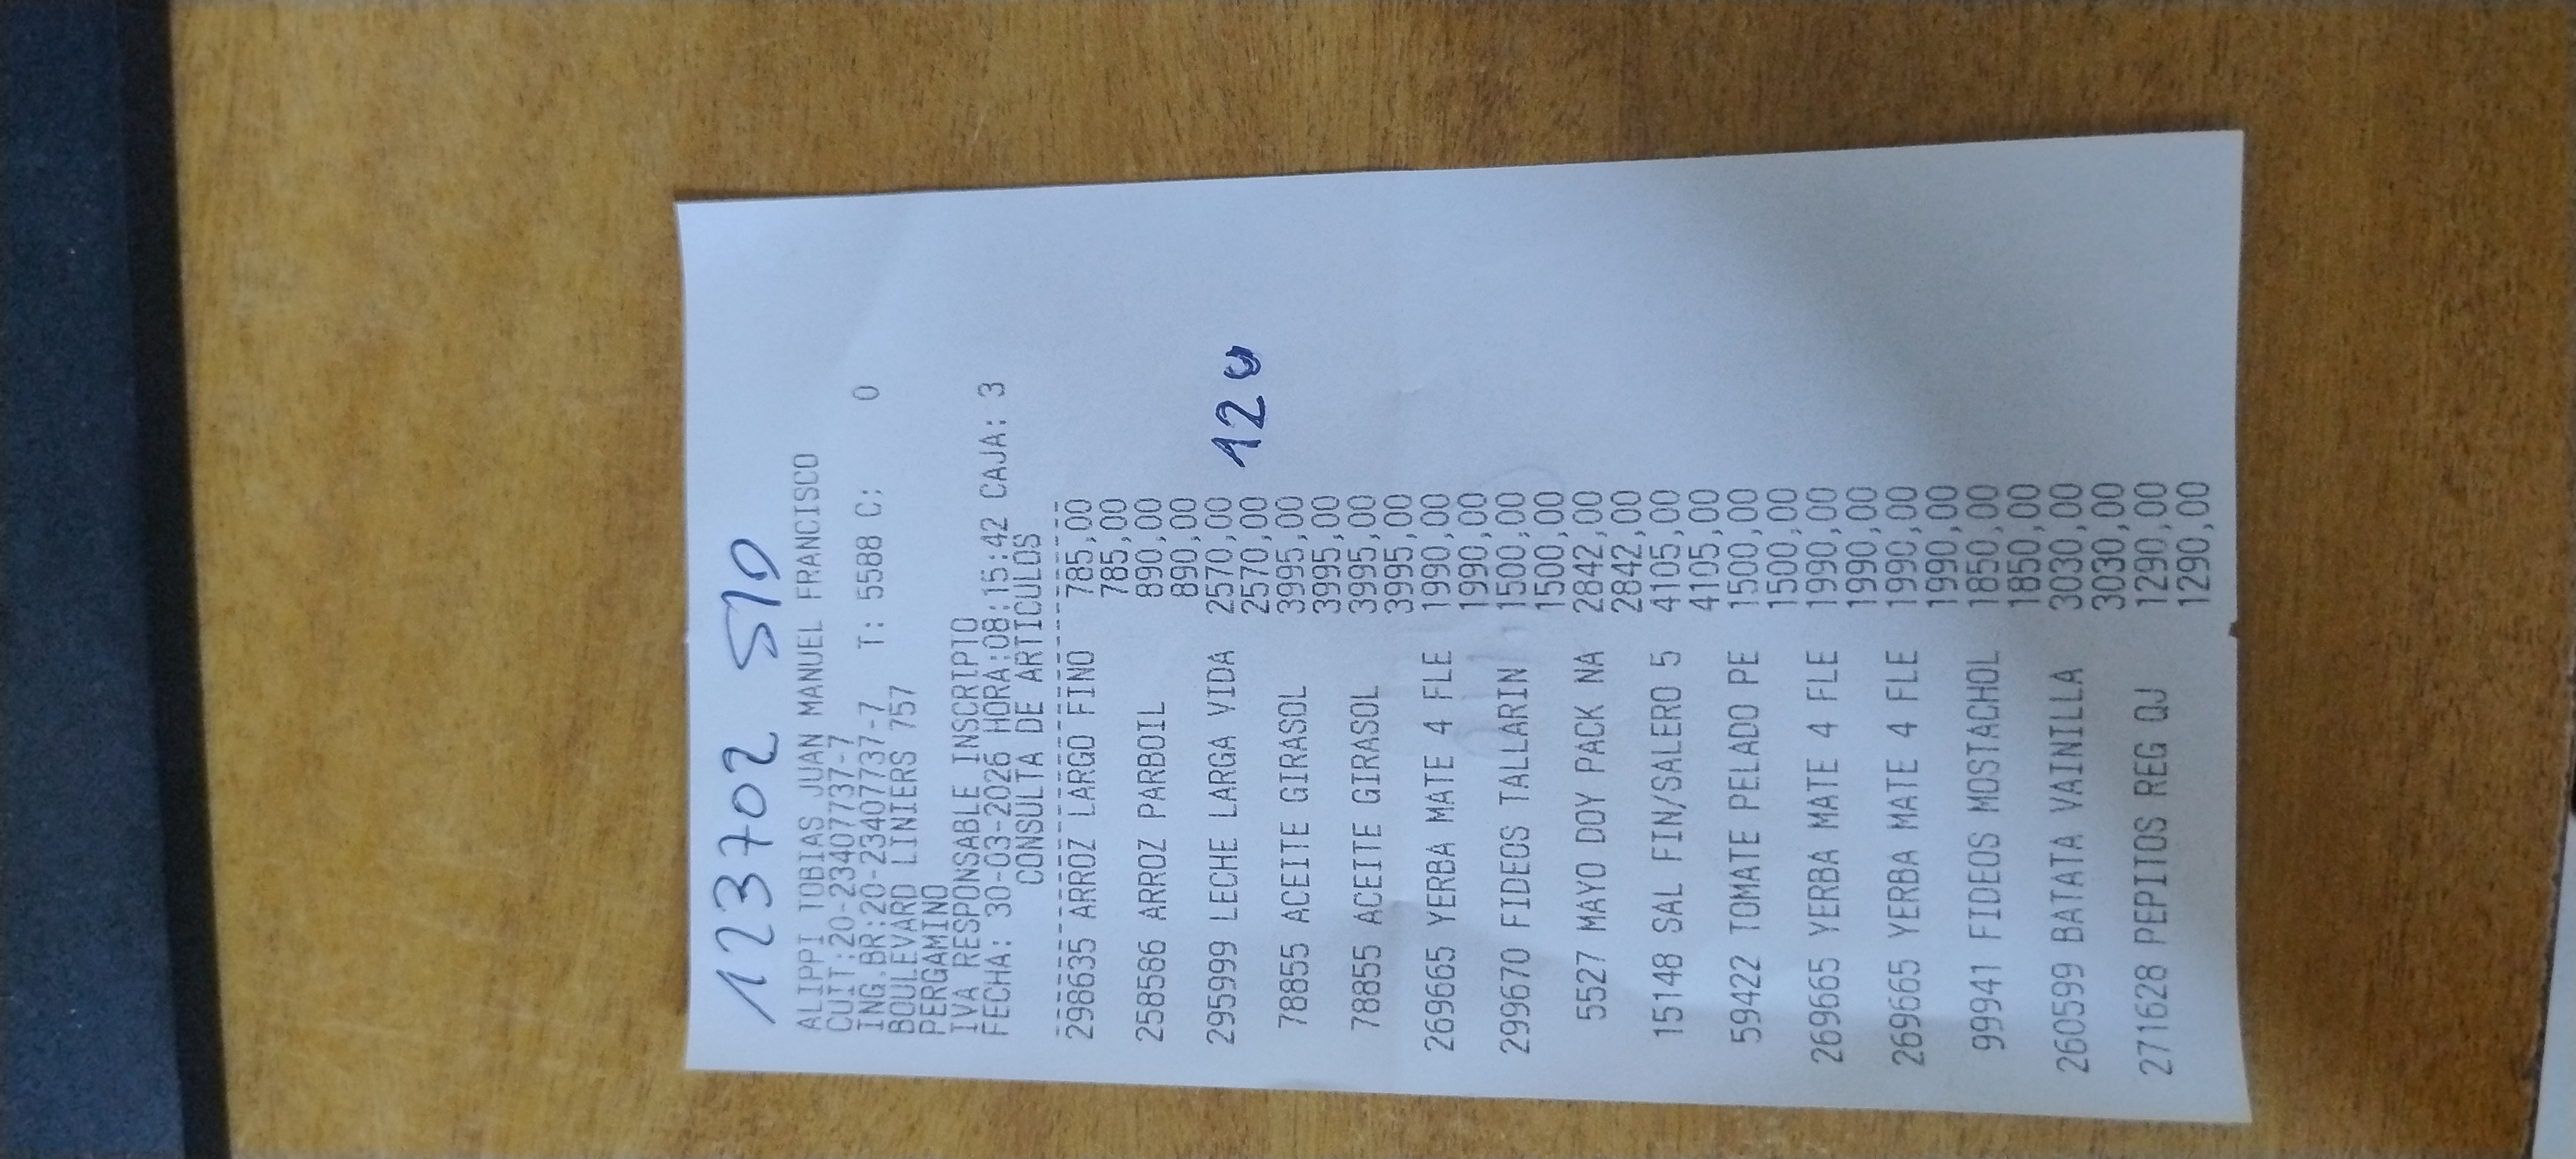 123702 S10
ALIPPI TOBIAS JUAN MANUEL FRANCISCO
CUIT:20-23407737-7
ING.BR:20-23407737-7 T: 5588 C: 0
BOULEVARD LINIERS 757
PERGAMINO
IVA RESPONSABLE INSCRIPTO
FECHA: 30-03-2026 HORA:08:15:42 CAJA: 3
CONSULTA DE ARTICULOS
298635 ARROZ LARGO FINO 785,00
785,00
258586 ARROZ PARBOIL 890,00
890,00
295999 LECHE LARGA VIDA 2570,00
2570,00
12
78855 ACEITE GIRASOL 3995,00
3995,00
78855 ACEITE GIRASOL 3995,00
3995,00
269665 YERBA MATE 4 FLE 1990,00
1990,00
299670 FIDEOS TALLARIN 1500,00
1500,00
5527 MAYO DOY PACK NA 2842,00
2842,00
15148 SAL FIN/SALERO 5 4105,00
4105,00
59422 TOMATE PELADO PE 1500,00
1500,00
269665 YERBA MATE 4 FLE 1990,00
1990,00
269665 YERBA MATE 4 FLE 1990,00
1990,00
99941 FIDEOS MOSTACHOL 1850,00
1850,00
260599 BATATA VAINILLA 3030,00
3030,00
271628 PEPITOS REG QJ 1290,00
1290,00